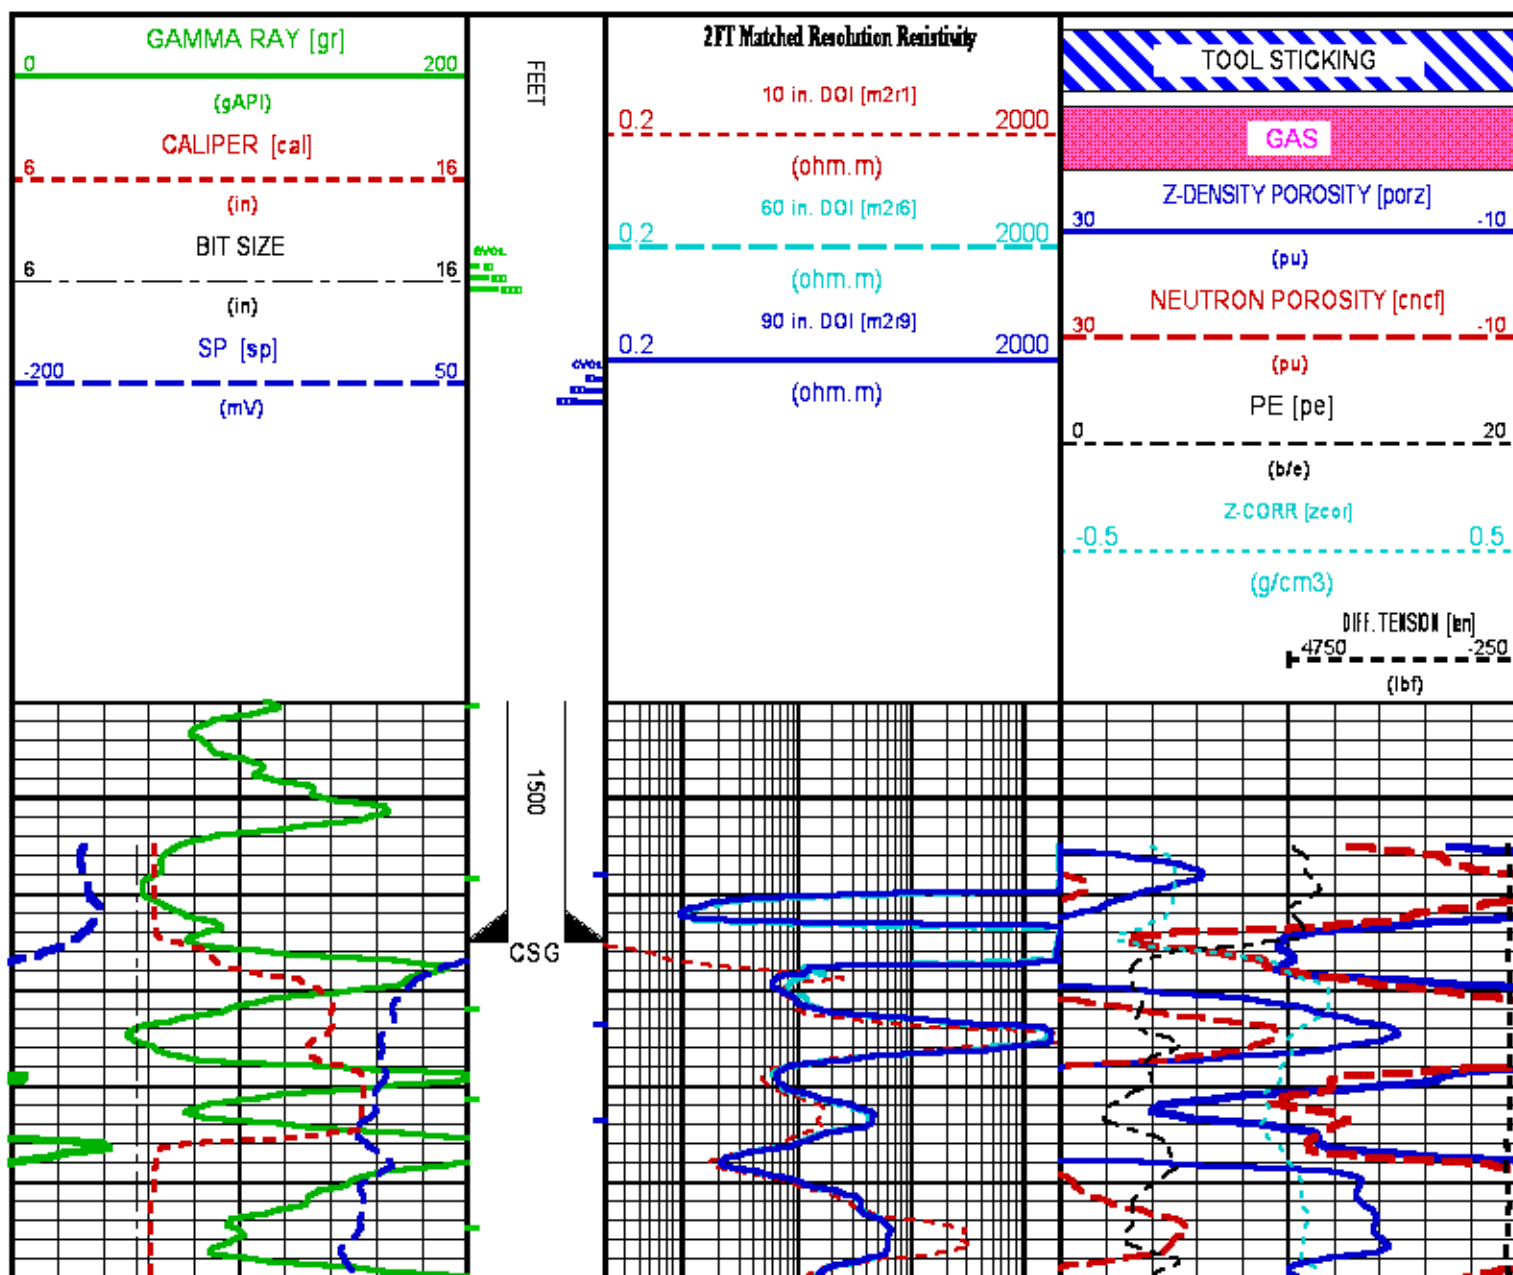 GAMMA RAY [gr]
0 200
(gAPI)
CALIPER [cal]
6 16
(in)
BIT SIZE
6 16
(in)
SP [sp]
-200 50
(mV)
FEET
2FT Matched Resolution Resistivity
10 in. DOI [m2r1]
0.2 2000
(ohm.m)
60 in. DOI [m2r6]
0.2 2000
(ohm.m)
90 in. DOI [m2r9]
0.2 2000
(ohm.m)
TOOL STICKING
GAS
Z-DENSITY POROSITY [porz]
30 -10
(pu)
NEUTRON POROSITY [cncf]
30 -10
(pu)
PE [pe]
0 20
(b/e)
Z-CORR [zcor]
-0.5 0.5
(g/cm3)
DIFF. TENSION [ten]
4750 -250
(lbf)
1500
CSG